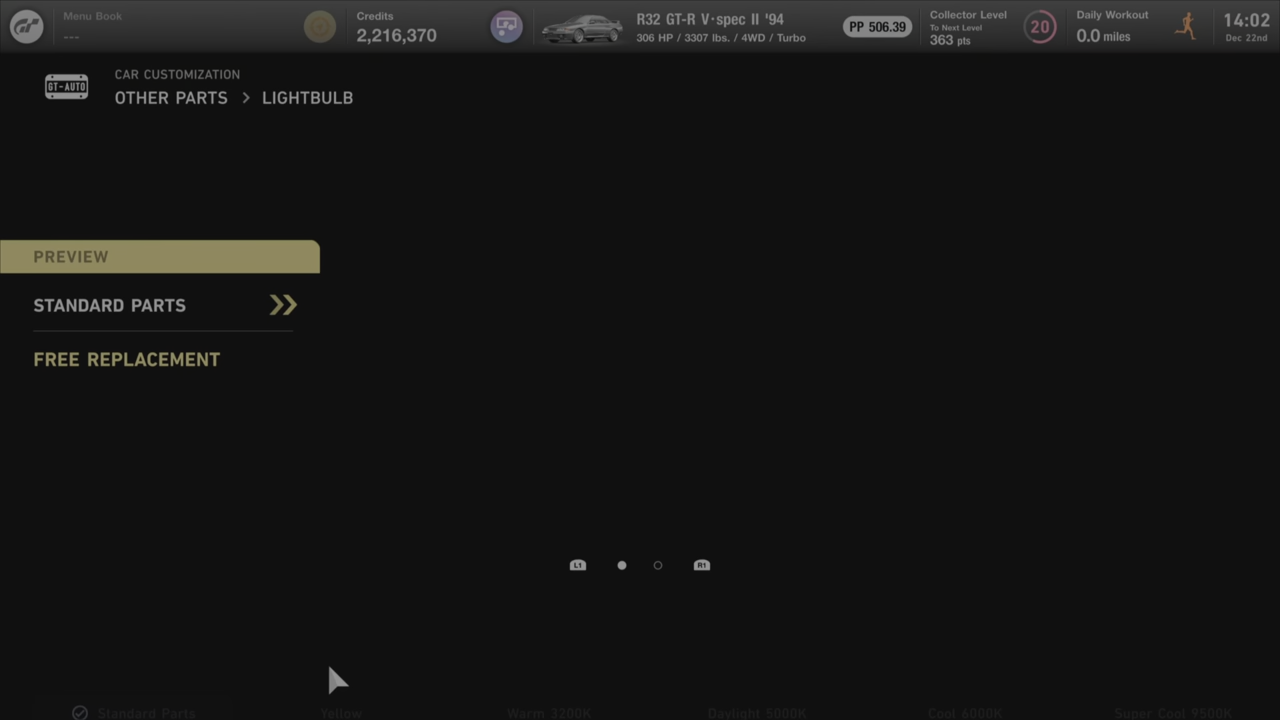 Menu Book
---
Credits
2,216,370
R32 GT-R V·spec II '94
306 HP / 3307 lbs. / 4WD / Turbo
PP 506.39
Collector Level
To Next Level
363 pts
20
Daily Workout
0.0 miles
14:02
Dec 22nd
GT-AUTO
CAR CUSTOMIZATION
OTHER PARTS > LIGHTBULB
PREVIEW
STANDARD PARTS
FREE REPLACEMENT
L1
R1
Standard Parts
Yellow
Warm 3200K
Daylight 5000K
Cool 6000K
Super Cool 9500K